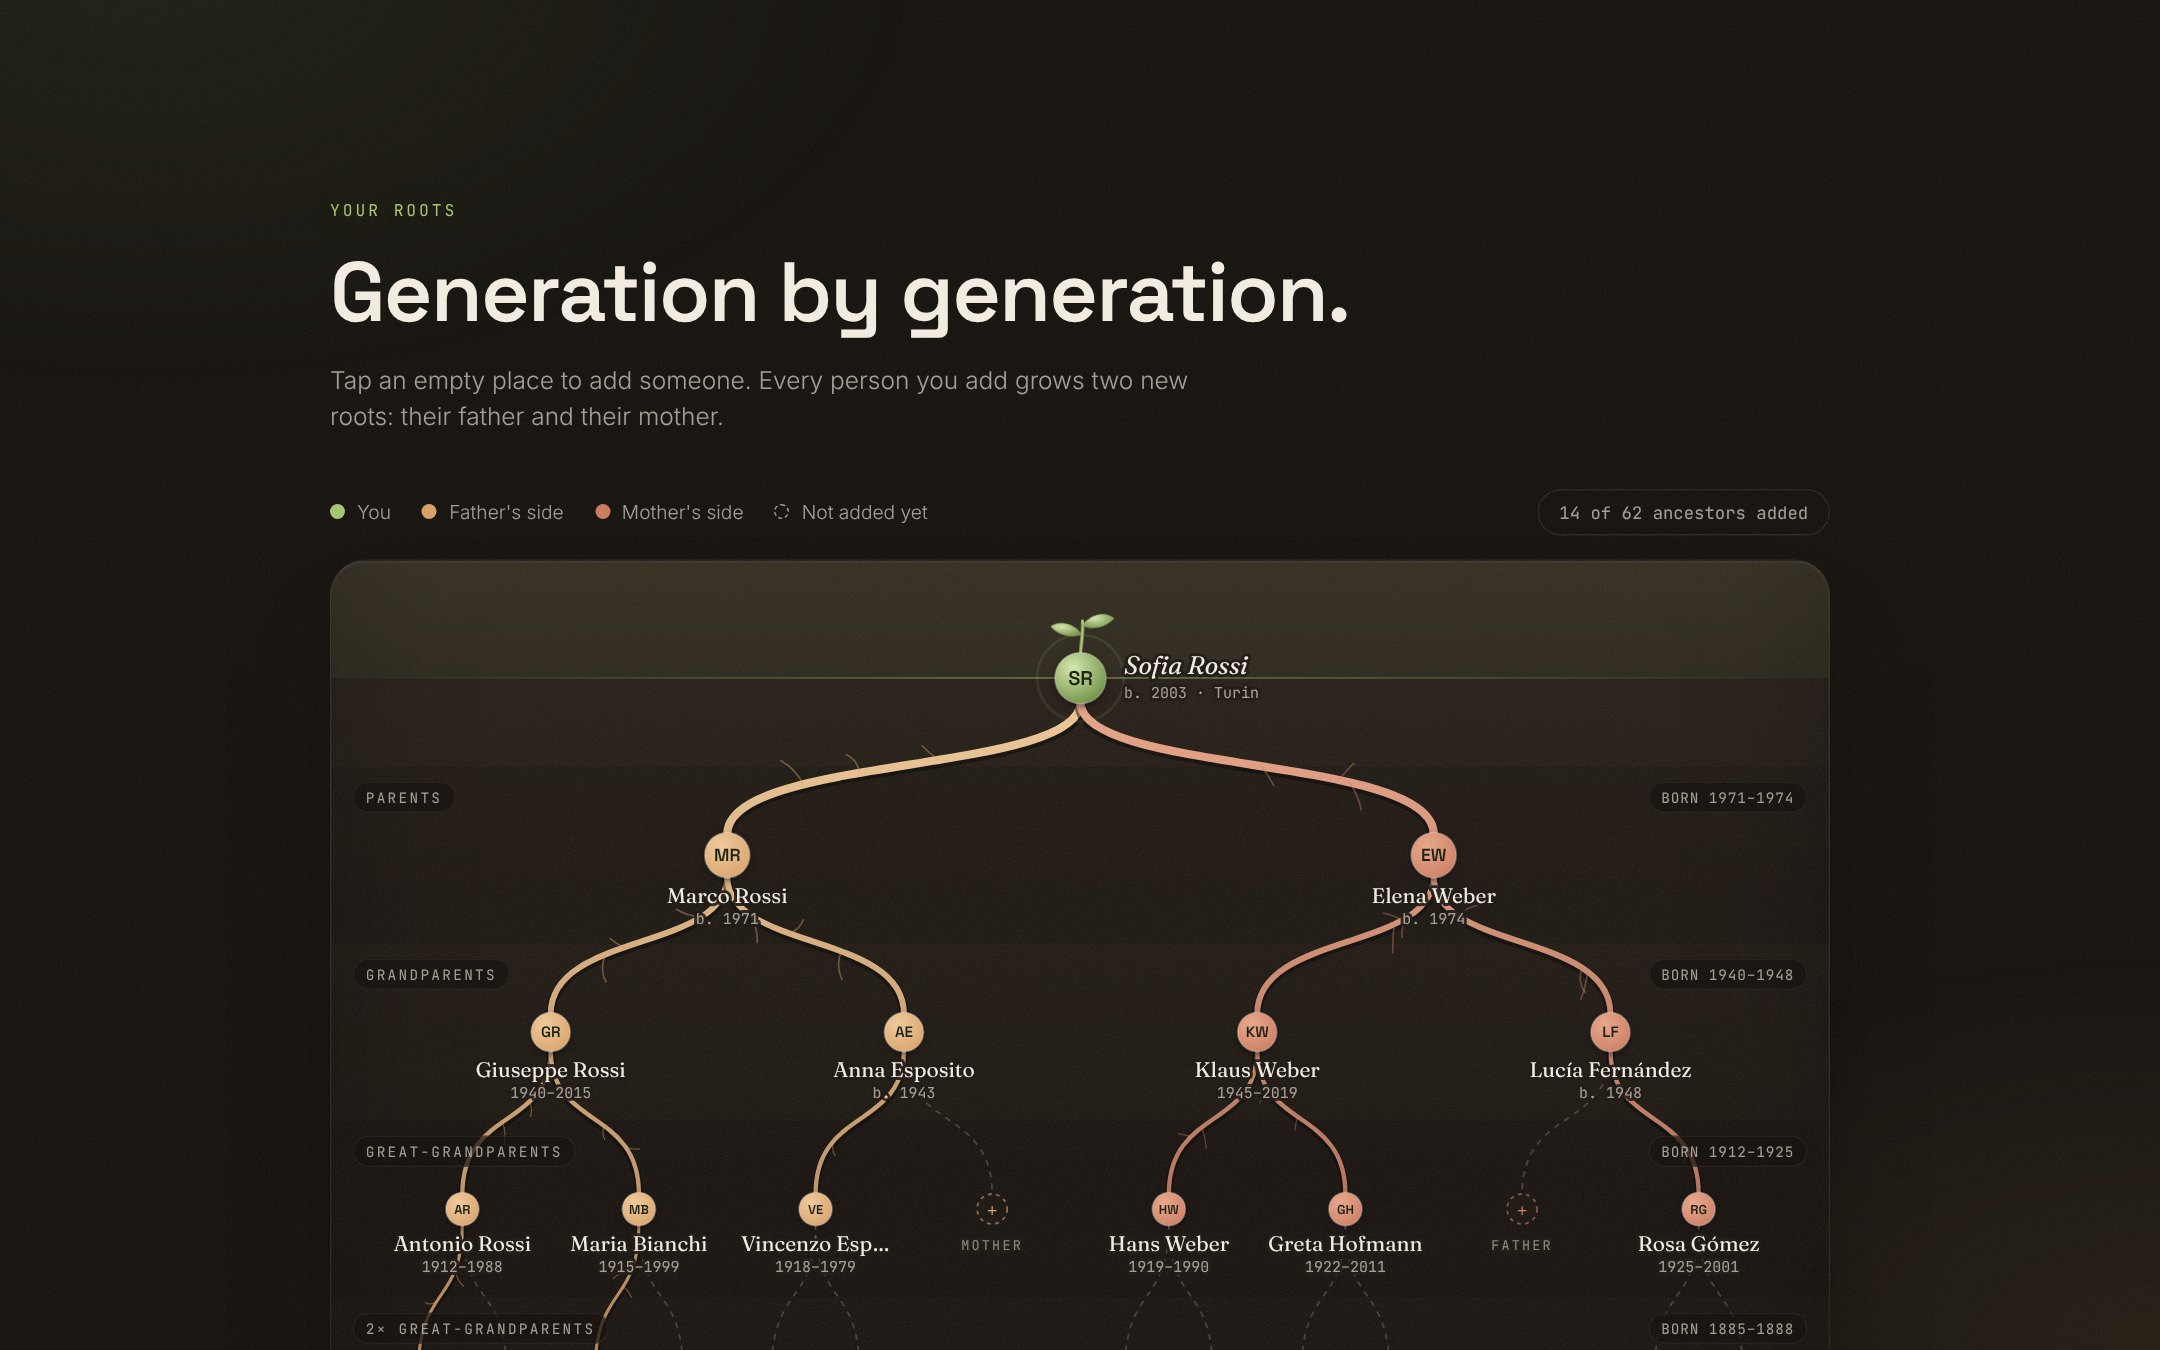 YOUR ROOTS
Generation by generation.
Tap an empty place to add someone. Every person you add grows two new
roots: their father and their mother.
You
Father's side
Mother's side
Not added yet
14 of 62 ancestors added
SR
Sofia Rossi
b. 2003 · Turin
PARENTS
BORN 1971–1974
MR
Marco Rossi
b. 1971
EW
Elena Weber
b. 1974
GRANDPARENTS
BORN 1940–1948
GR
Giuseppe Rossi
1940–2015
AE
Anna Esposito
b. 1943
KW
Klaus Weber
1945–2019
LF
Lucía Fernández
b. 1948
GREAT-GRANDPARENTS
BORN 1912–1925
AR
Antonio Rossi
1912–1988
MB
Maria Bianchi
1915–1999
VE
Vincenzo Esp...
1918–1979
+
MOTHER
HW
Hans Weber
1919–1990
GH
Greta Hofmann
1922–2011
+
FATHER
RG
Rosa Gómez
1925–2001
2× GREAT-GRANDPARENTS
BORN 1885–1888